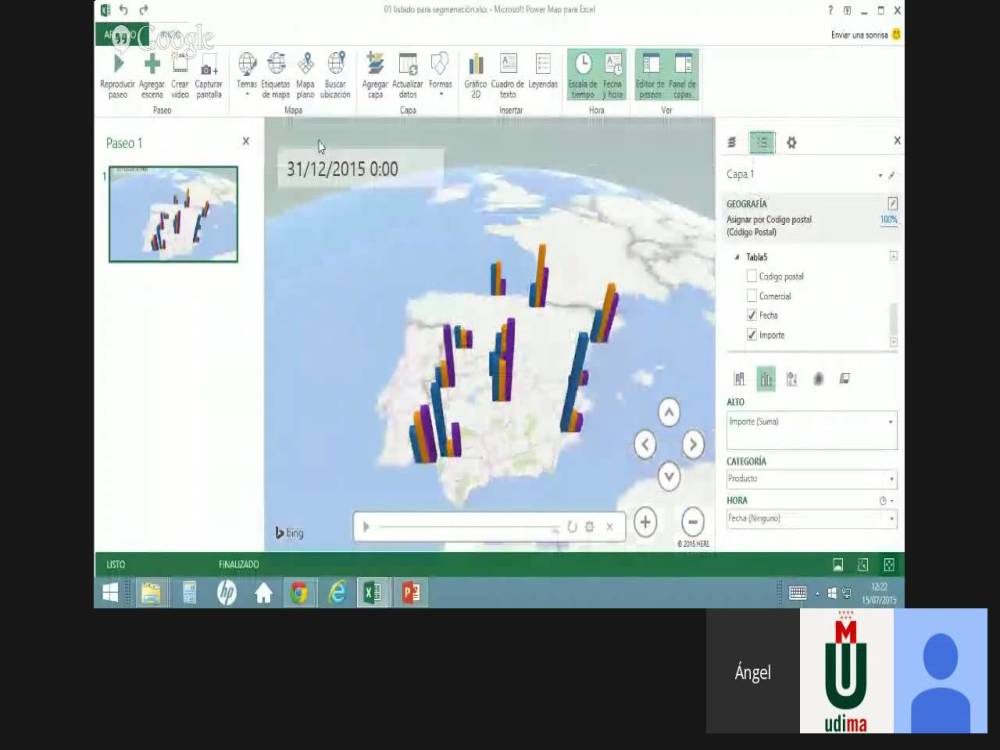 01 listado para segmenación.xlsx - Microsoft Power Map para Excel
Google
INICIO
Enviar una sonrisa
Reproducir paseo
Agregar escena
Crear vídeo
Capturar pantalla
Temas
Etiquetas de mapa
Mapa plano
Buscar ubicación
Agregar capa
Actualizar datos
Formas
Gráfico 2D
Cuadro de texto
Leyendas
Escala de tiempo
Fecha y hora
Editor de paseos
Panel de capas
Paseo
Mapa
Capa
Insertar
Hora
Ver
Paseo 1
1
31/12/2015 0:00
Capa 1
GEOGRAFÍA
Asignar por Codigo postal
(Código Postal)
100%
Tabla5
Codigo postal
Comercial
Fecha
Importe
ALTO
Importe (Suma)
CATEGORÍA
Producto
HORA
Fecha (Ninguno)
bing
© 2015 HERE
LISTO
FINALIZADO
12:22
15/07/2015
Ángel
udima